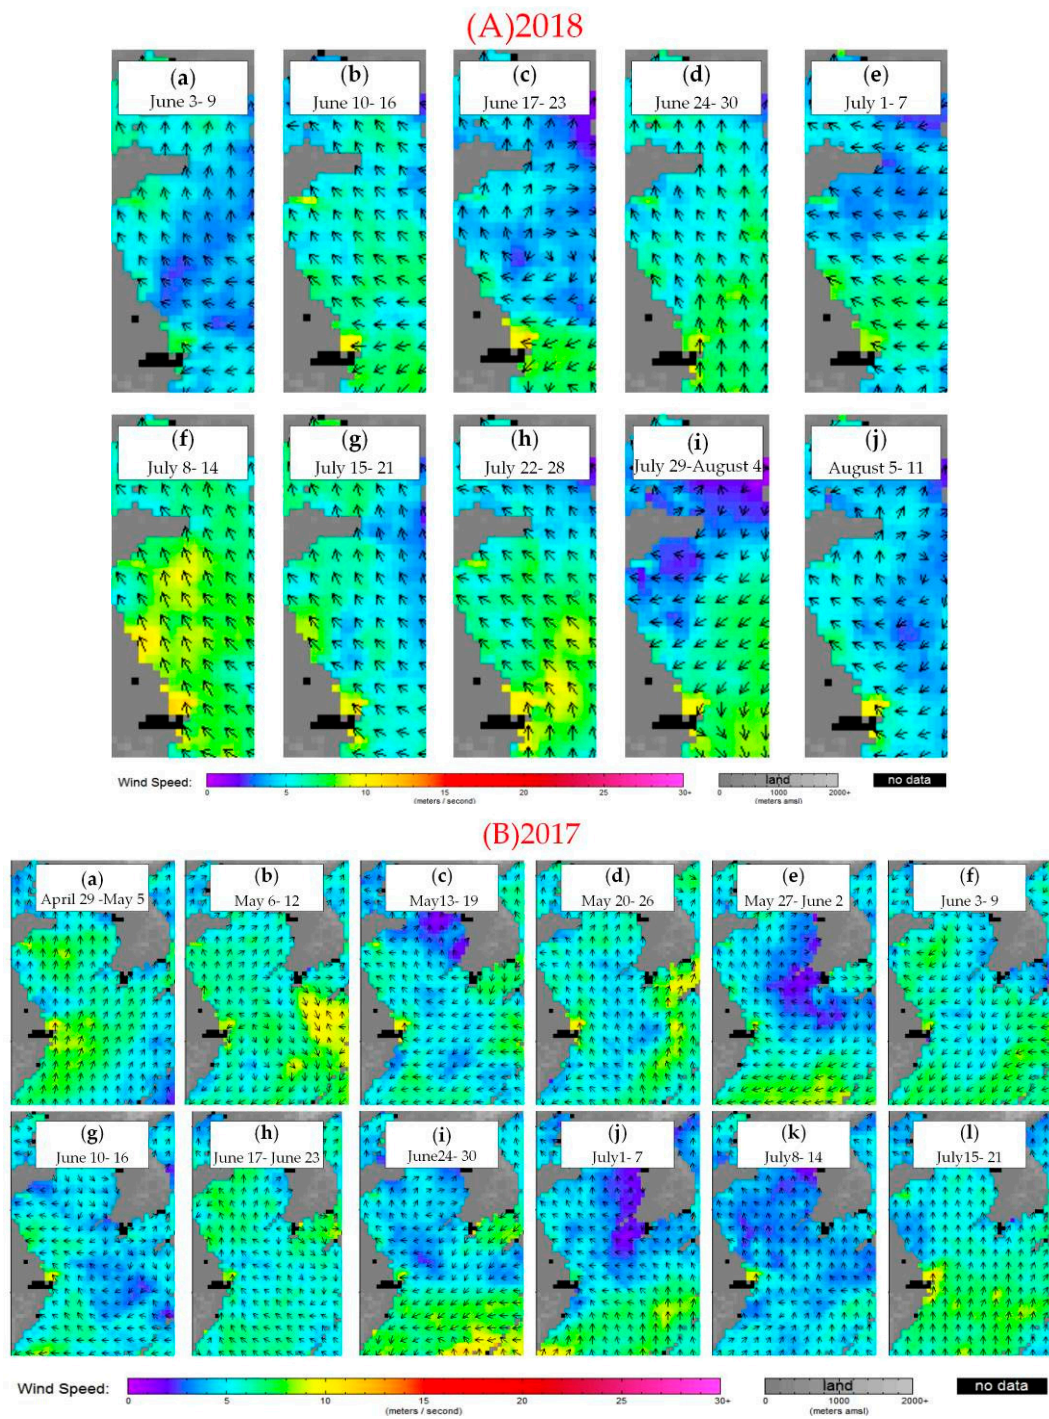 (A)2018
(a) (b) (c) (d) (e)
June 3- 9 June 10- 16 June 17- 23 June 24- 30 July 1- 7
(f) (g) (h) (i) (j)
July 8- 14 July 15- 21 July 22- 28 July 29-August 4 August 5- 11
Wind Speed: 0 5 10 15 20 25 30+ land 0 1000 2000+ no data
(meters / second) (meters amsl)
(B)2017
(a) (b) (c) (d) (e) (f)
April 29 -May 5 May 6- 12 May13- 19 May 20- 26 May 27- June 2 June 3- 9
(g) (h) (i) (j) (k) (l)
June 10- 16 June 17- June 23 June24- 30 July1- 7 July8- 14 July15- 21
Wind Speed: 0 5 10 15 20 25 30+ land 0 1000 2000+ no data
(meters / second) (meters amsl)